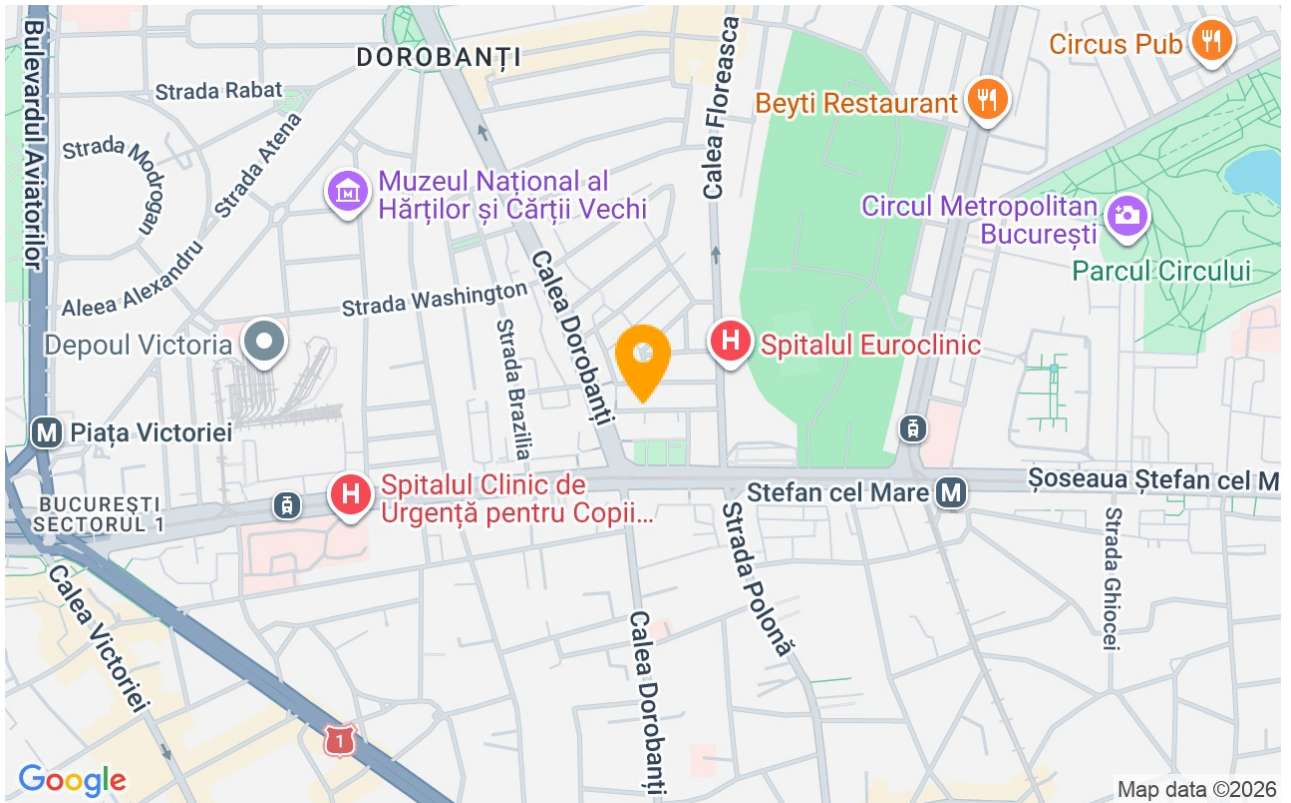 Bulevardul Aviatorilor
DOROBANȚI
Strada Rabat
Strada Modrogan
Strada Atena
Aleea Alexandru
Muzeul Național al
Hărților și Cărții Vechi
Calea Floreasca
Circus Pub
Beyti Restaurant
Circul Metropolitan
București
Parcul Circului
Strada Washington
Calea Dorobanți
Strada Brazilia
Depoul Victoria
H
Spitalul Euroclinic
M
Piața Victoriei
BUCUREȘTI
SECTORUL 1
H
Spitalul Clinic de
Urgență pentru Copii...
Stefan cel Mare
M
Șoseaua Ștefan cel M
Strada Polonă
Strada Ghiocei
Calea Victoriei
Calea Dorobanți
1
Google
Map data ©2026